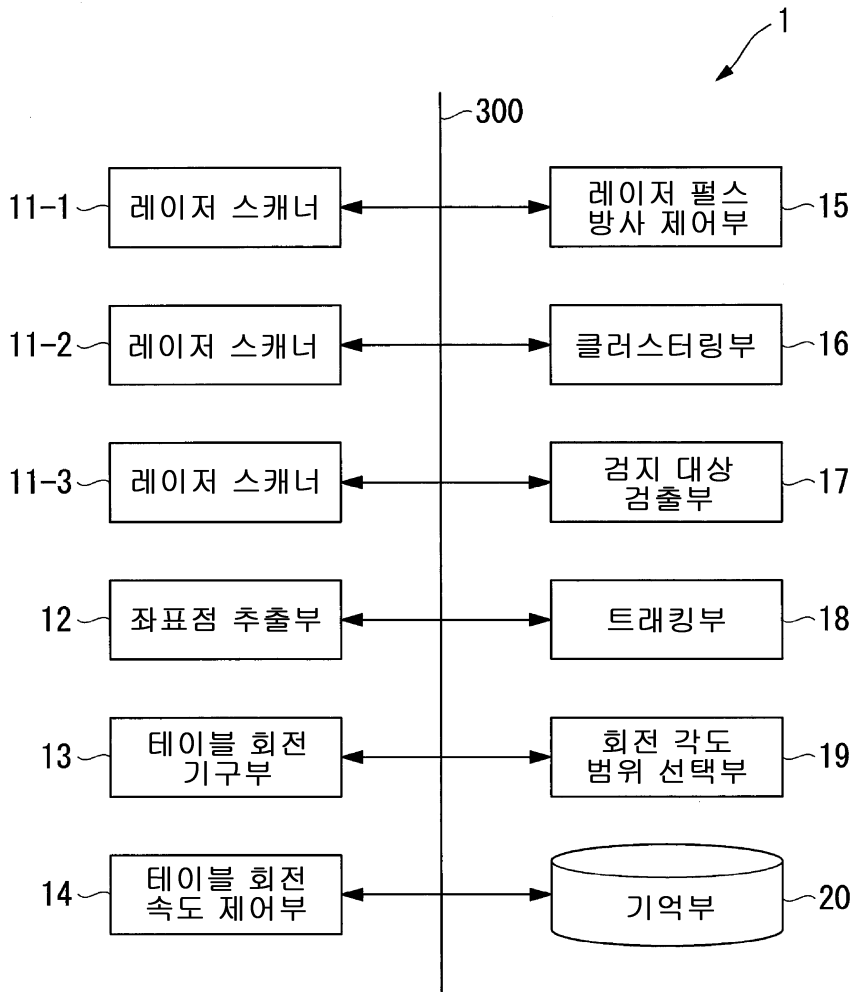 1
300
11-1
레이저 스캐너
레이저 펄스
방사 제어부
15
11-2
레이저 스캐너
클러스터링부
16
11-3
레이저 스캐너
검지 대상
검출부
17
12
좌표점 추출부
트래킹부
18
13
테이블 회전
기구부
회전 각도
범위 선택부
19
14
테이블 회전
속도 제어부
기억부
20